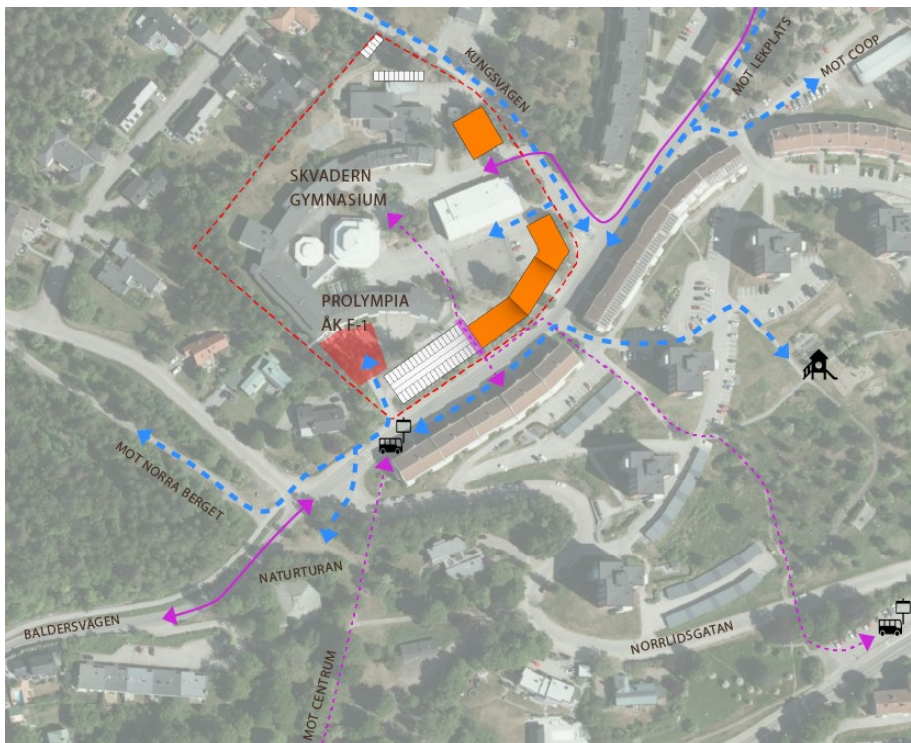 KUNGSVÄGEN
MOT LEKPLATS
MOT COOP
SKVADERN
GYMNASIUM
PROLYMPIA
ÅK F-1
MOT NORRA BERGET
NATURTURAN
BALDERSVÄGEN
MOT CENTRUM
NORRLIDSGATAN